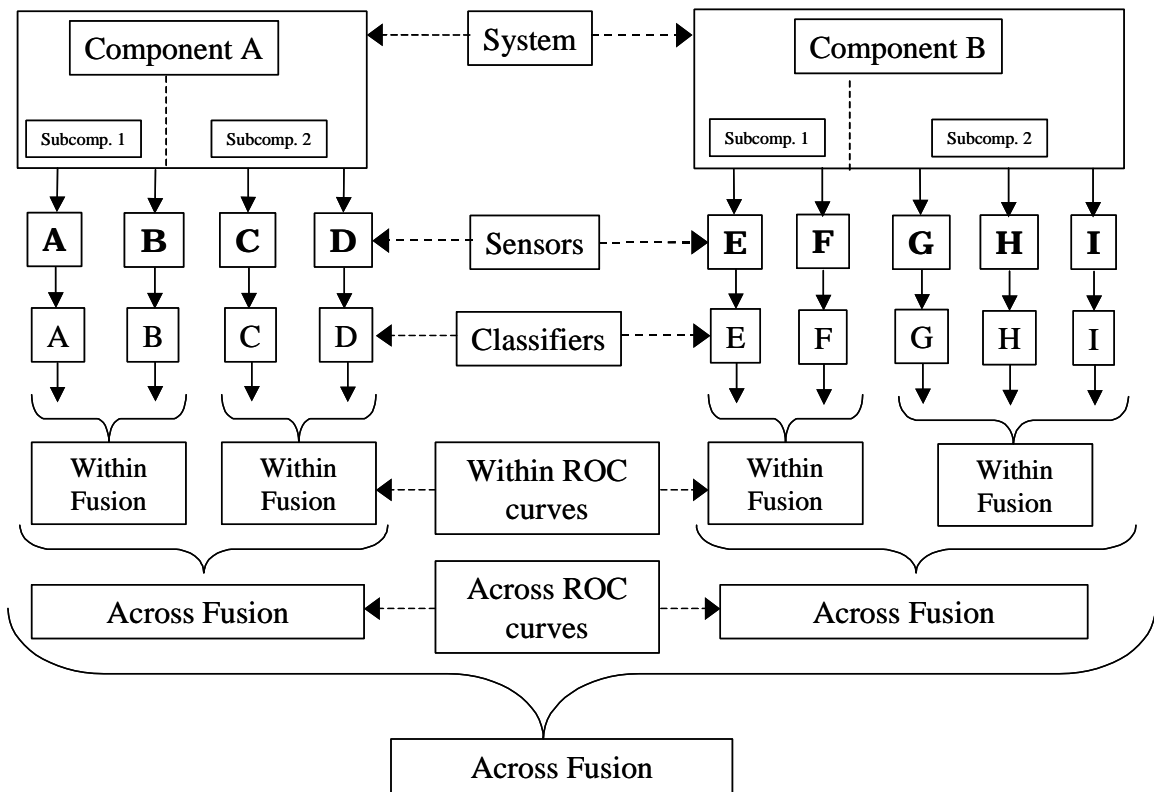 System
Component A
Component B
Subcomp. 1
Subcomp. 2
Subcomp. 1
Subcomp. 2
A
B
C
D
Sensors
E
F
G
H
I
A
B
C
D
Classifiers
E
F
G
H
I
Within
Fusion
Within
Fusion
Within ROC
curves
Within
Fusion
Within
Fusion
Across Fusion
Across ROC
curves
Across Fusion
Across Fusion